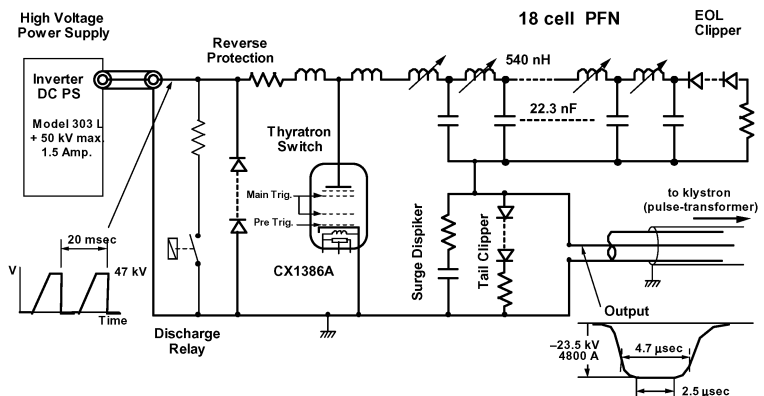 High Voltage
Power Supply
Inverter
DC PS
Model 303 L
+ 50 kV max.
1.5 Amp.
Reverse
Protection
18 cell PFN
EOL
Clipper
540 nH
22.3 nF
Thyratron
Switch
Main Trig.
Pre Trig.
CX1386A
20 msec
V
47 kV
Time
Discharge
Relay
Surge Dispiker
Tail Clipper
to klystron
(pulse-transformer)
Output
–23.5 kV
4800 A
4.7 µsec
2.5 µsec